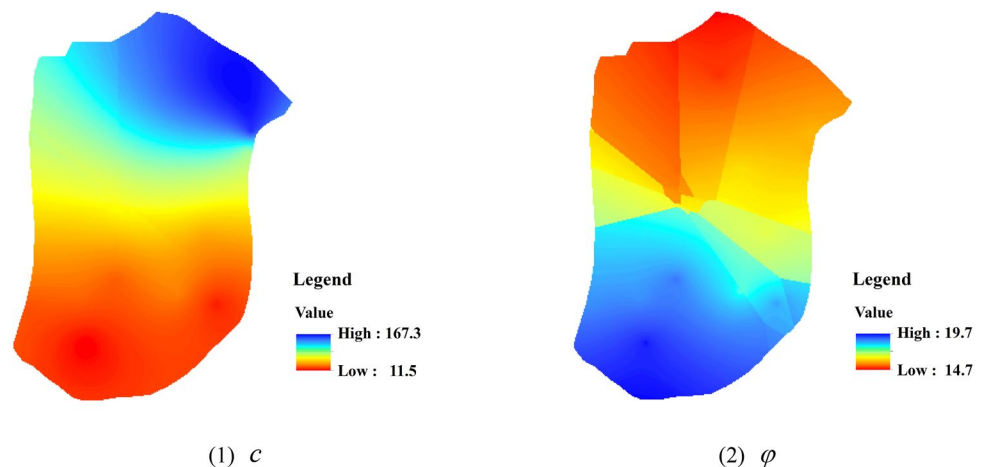 Legend
Value
High : 167.3
Low : 11.5
Legend
Value
High : 19.7
Low : 14.7
(1) c
(2) φ